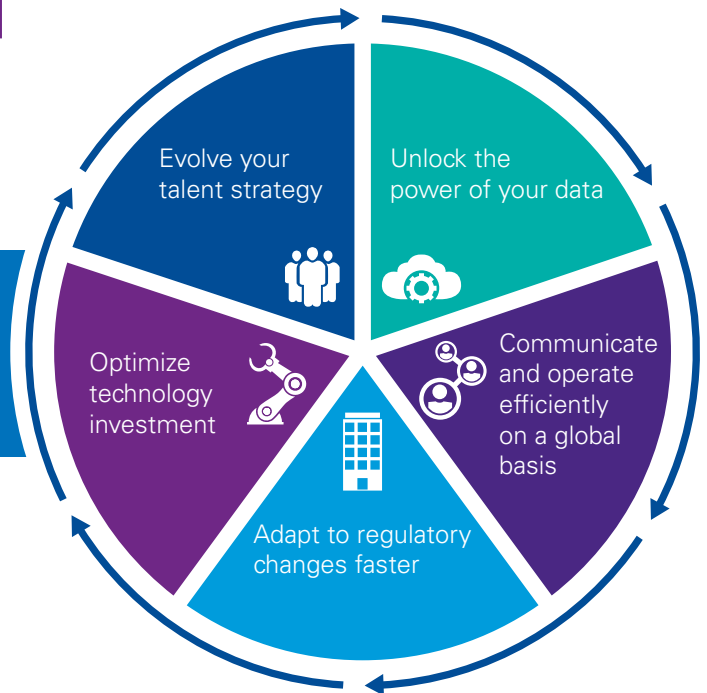 Evolve your
talent strategy
Unlock the
power of your data
Communicate
and operate
efficiently
on a global
basis
Adapt to regulatory
changes faster
Optimize
technology
investment